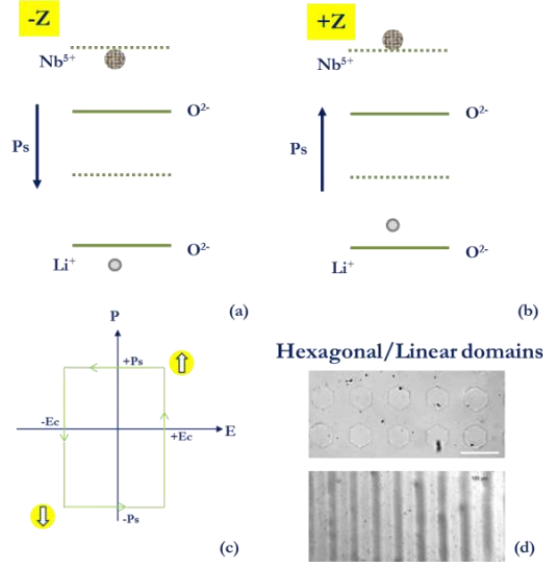 -Z
Nb⁵⁺
O²⁻
Ps
O²⁻
Li⁺
(a)
+Z
Nb⁵⁺
O²⁻
Ps
O²⁻
Li⁺
(b)
P
+Ps
-Ec
E
+Ec
-Ps
(c)
Hexagonal/Linear domains
(d)